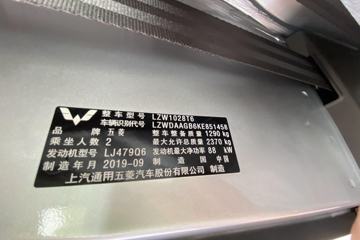 整车型号 LZW1028T6
车辆识别代号 LZWDAAGB6KE851458
品牌 五菱 整车整备质量 1290 kg
乘坐人数 2 最大允许总质量 2370 kg
发动机型号 LJ479Q6 发动机最大净功率 88 kW
制造年月 2019-09 制造国 中国
上汽通用五菱汽车股份有限公司 制造